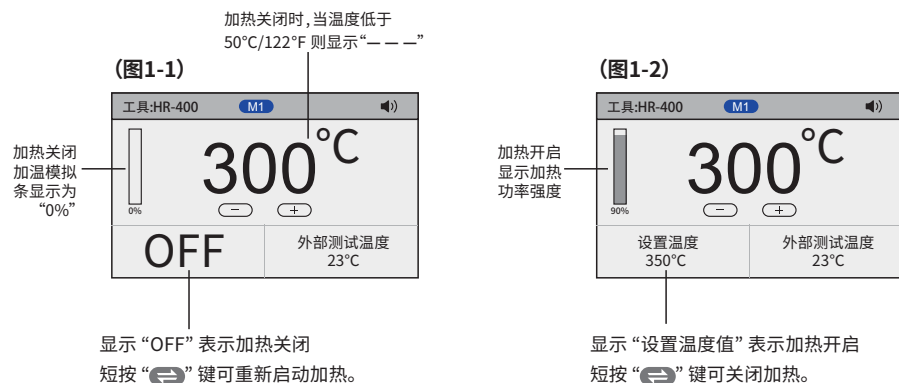 加热关闭时,当温度低于
50℃/122℉ 则显示“— — —”
(图1-1)
工具:HR-400 M1
加热关闭
加温模拟
条显示为
“0%”
300℃
0%
OFF
外部测试温度
23℃
显示 “OFF” 表示加热关闭
短按 “⇌” 键可重新启动加热。
(图1-2)
工具:HR-400 M1
加热开启
显示加热
功率强度
300℃
90%
设置温度
350℃
外部测试温度
23℃
显示 “设置温度值” 表示加热开启
短按 “⇌” 键可关闭加热。